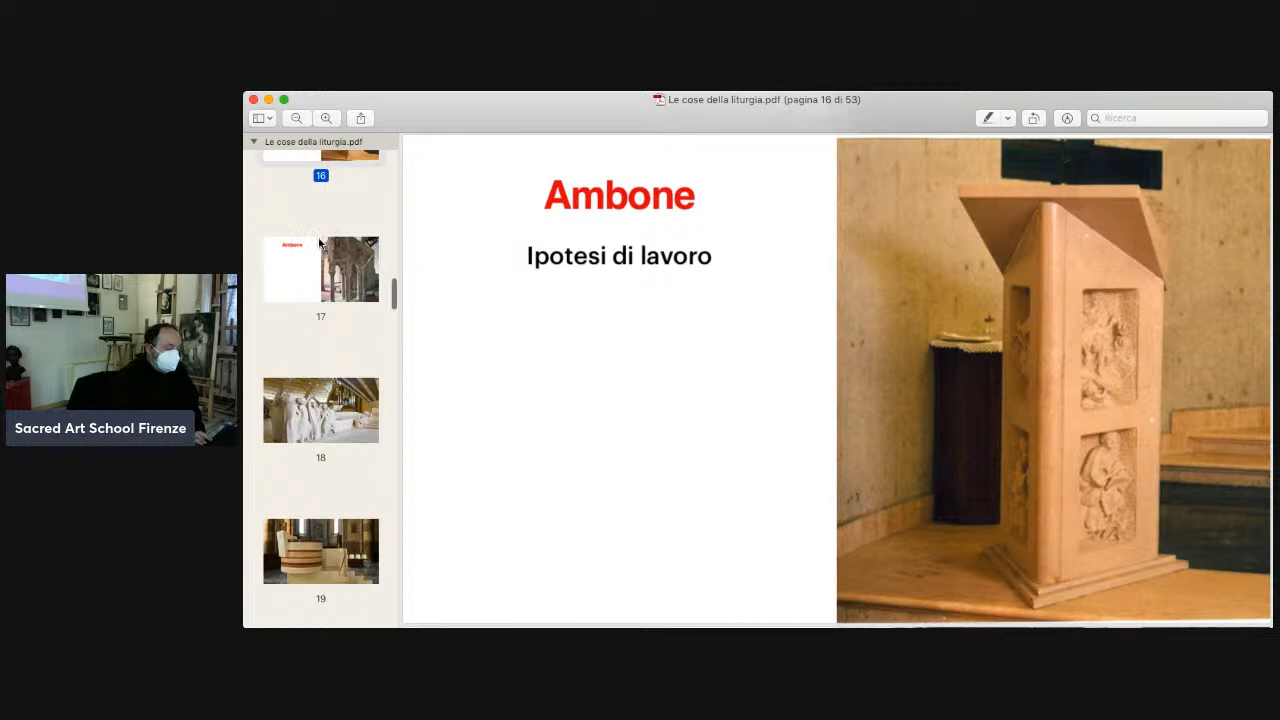 Le cose della liturgia.pdf (pagina 16 di 53)
Ricerca
Le cose della liturgia.pdf
16
Ambone
17
18
19
Ambone
Ipotesi di lavoro
Sacred Art School Firenze